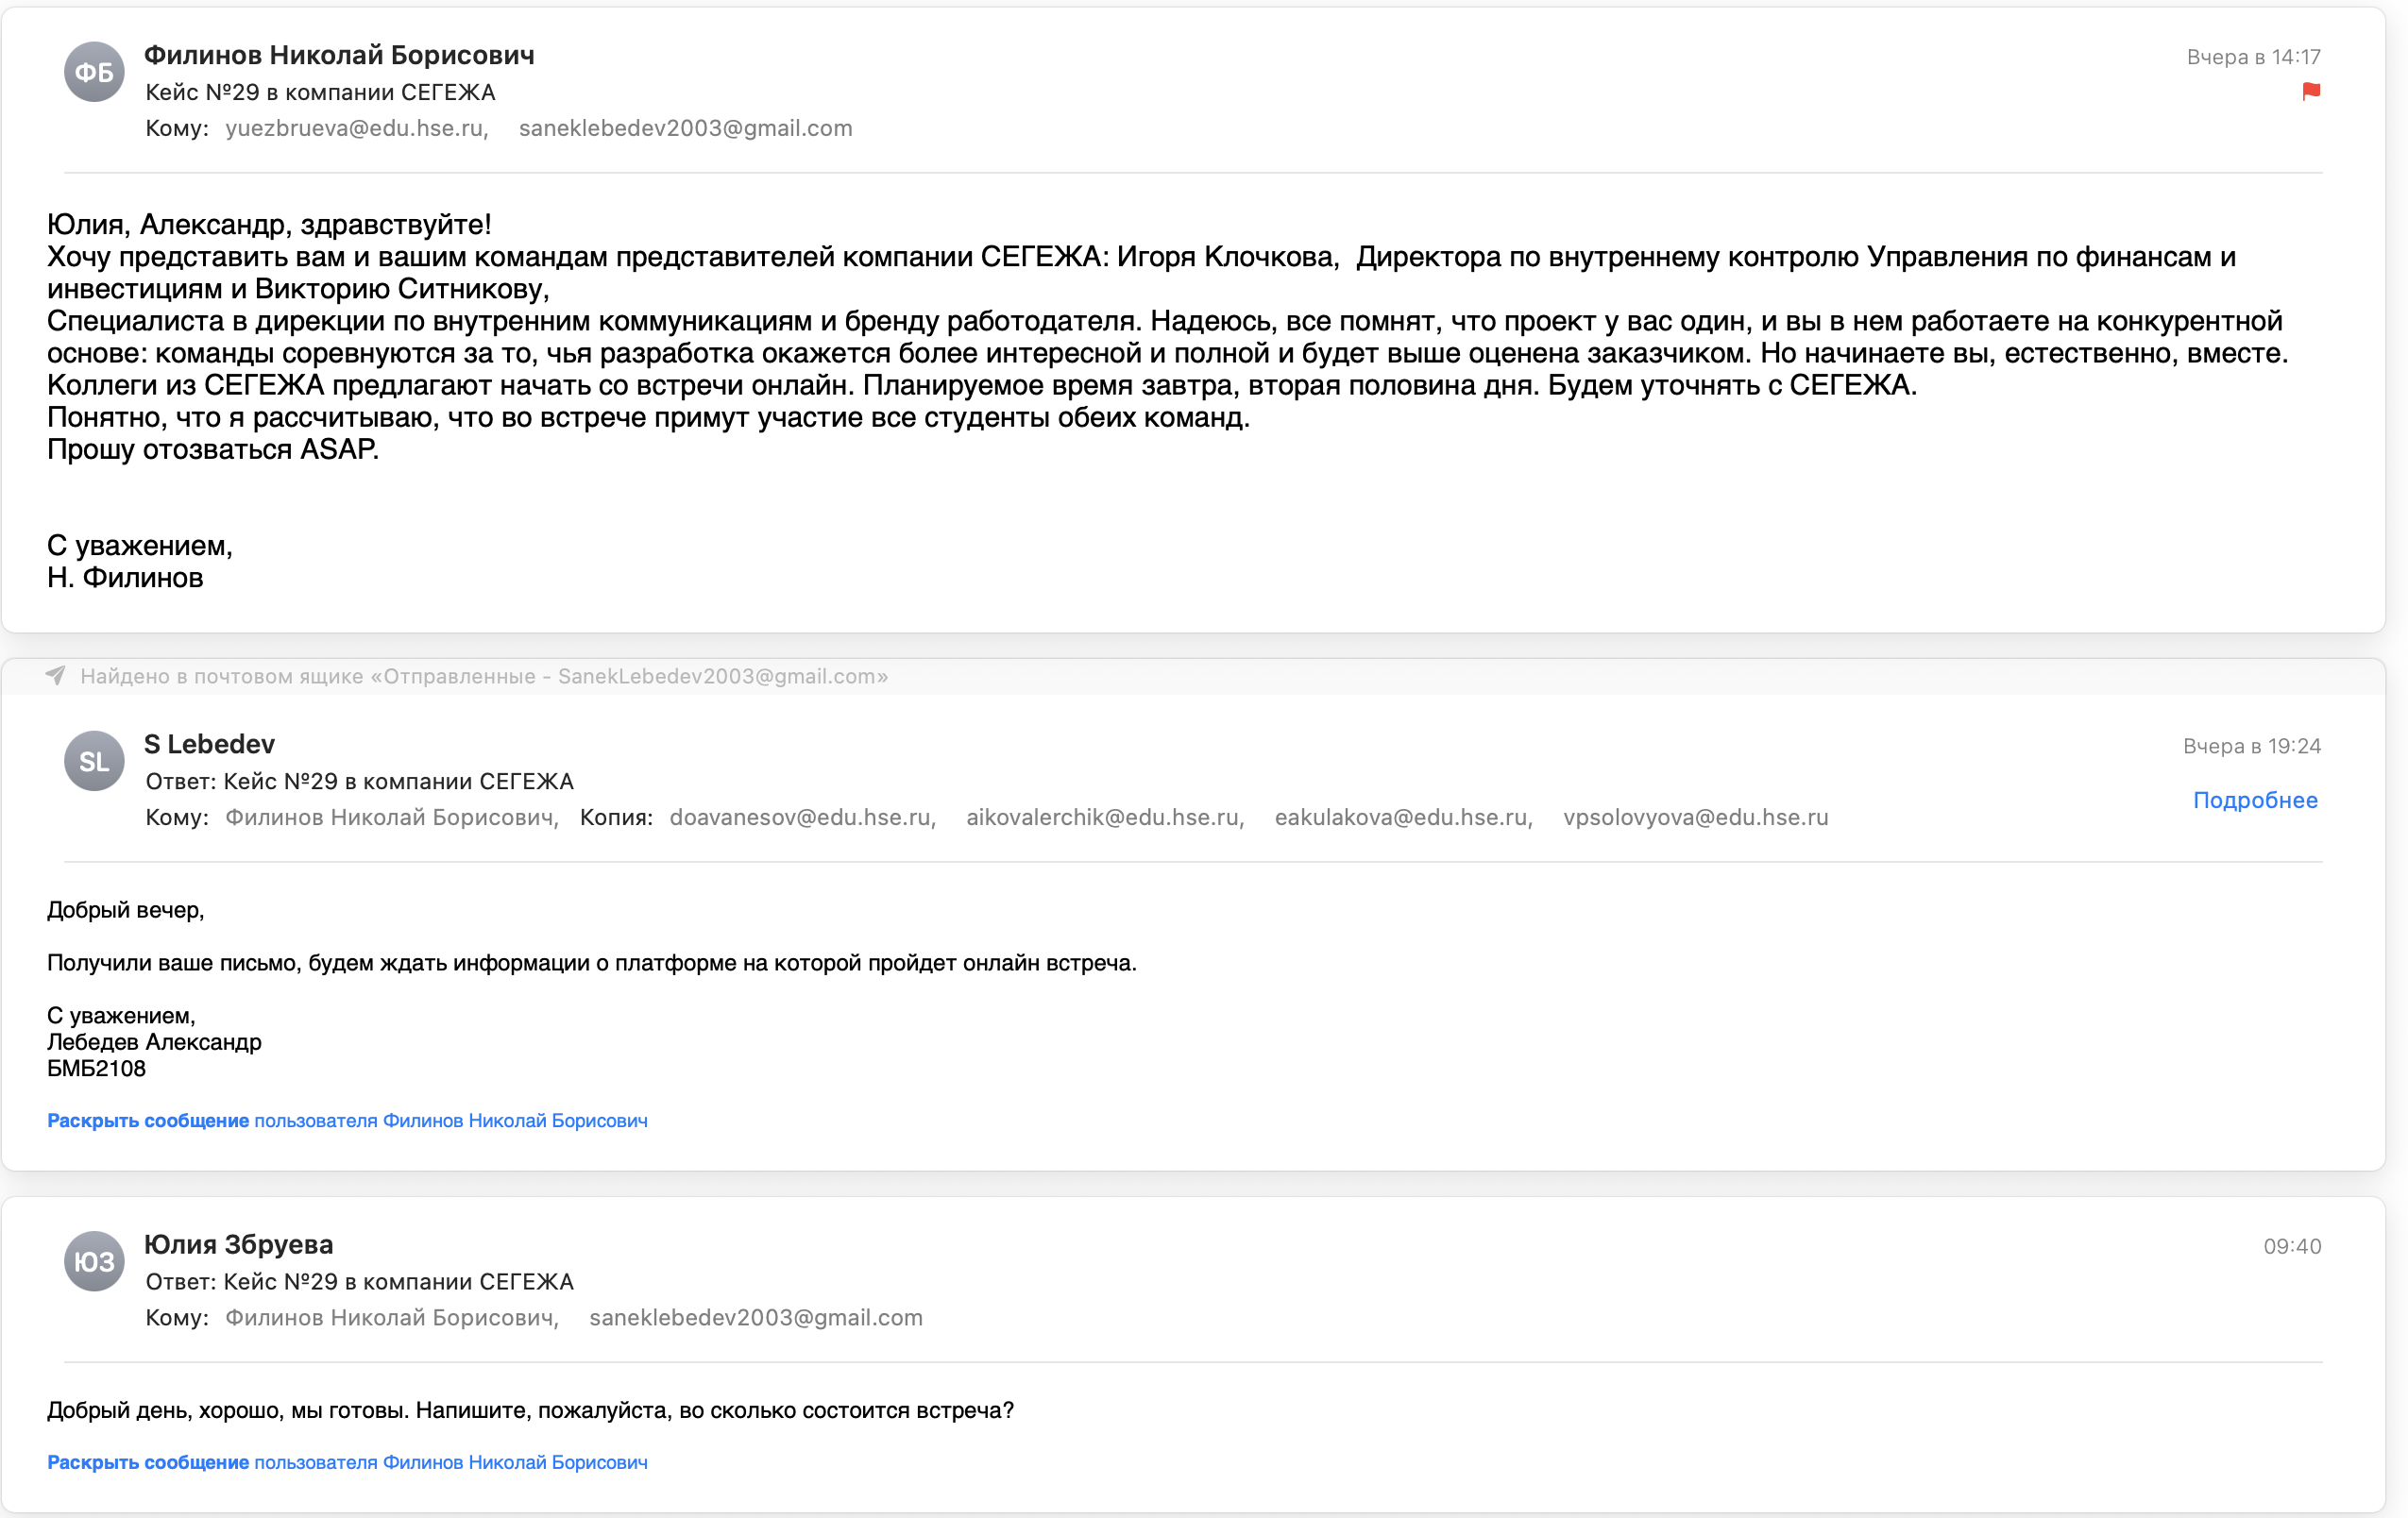 ФБ
Филинов Николай Борисович
Вчера в 14:17
Кейс №29 в компании СЕГЕЖА
Кому: yuezbrueva@edu.hse.ru, saneklebedev2003@gmail.com
Юлия, Александр, здравствуйте!
Хочу представить вам и вашим командам представителей компании СЕГЕЖА: Игоря Клочкова, Директора по внутреннему контролю Управления по финансам и
инвестициям и Викторию Ситникову,
Специалиста в дирекции по внутренним коммуникациям и бренду работодателя. Надеюсь, все помнят, что проект у вас один, и вы в нем работаете на конкурентной
основе: команды соревнуются за то, чья разработка окажется более интересной и полной и будет выше оценена заказчиком. Но начинаете вы, естественно, вместе.
Коллеги из СЕГЕЖА предлагают начать со встречи онлайн. Планируемое время завтра, вторая половина дня. Будем уточнять с СЕГЕЖА.
Понятно, что я рассчитываю, что во встрече примут участие все студенты обеих команд.
Прошу отозваться ASAP.
С уважением,
Н. Филинов
Найдено в почтовом ящике «Отправленные - SanekLebedev2003@gmail.com»
SL
S Lebedev
Вчера в 19:24
Ответ: Кейс №29 в компании СЕГЕЖА
Подробнее
Кому: Филинов Николай Борисович, Копия: doavanesov@edu.hse.ru, aikovalerchik@edu.hse.ru, eakulakova@edu.hse.ru, vpsolovyova@edu.hse.ru
Добрый вечер,
Получили ваше письмо, будем ждать информации о платформе на которой пройдет онлайн встреча.
С уважением,
Лебедев Александр
БМБ2108
Раскрыть сообщение пользователя Филинов Николай Борисович
ЮЗ
Юлия Збруева
09:40
Ответ: Кейс №29 в компании СЕГЕЖА
Кому: Филинов Николай Борисович, saneklebedev2003@gmail.com
Добрый день, хорошо, мы готовы. Напишите, пожалуйста, во сколько состоится встреча?
Раскрыть сообщение пользователя Филинов Николай Борисович